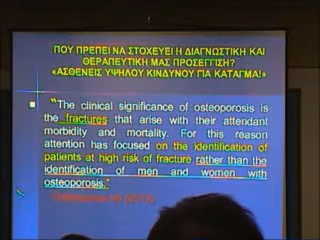 ΠΟΥ ΠΡΕΠΕΙ ΝΑ ΣΤΟΧΕΥΕΙ Η ΔΙΑΓΝΩΣΤΙΚΗ ΚΑΙ
ΘΕΡΑΠΕΥΤΙΚΗ ΜΑΣ ΠΡΟΣΕΓΓΙΣΗ?
«ΑΣΘΕΝΕΙΣ ΥΨΗΛΟΥ ΚΙΝΔΥΝΟΥ ΓΙΑ ΚΑΤΑΓΜΑ!»
"The clinical significance of osteoporosis is
the fractures that arise with their attendant
morbidity and mortality. For this reason
attention has focused on the identification of
patients at high risk of fracture rather than the
identification of men and women with
osteoporosis."